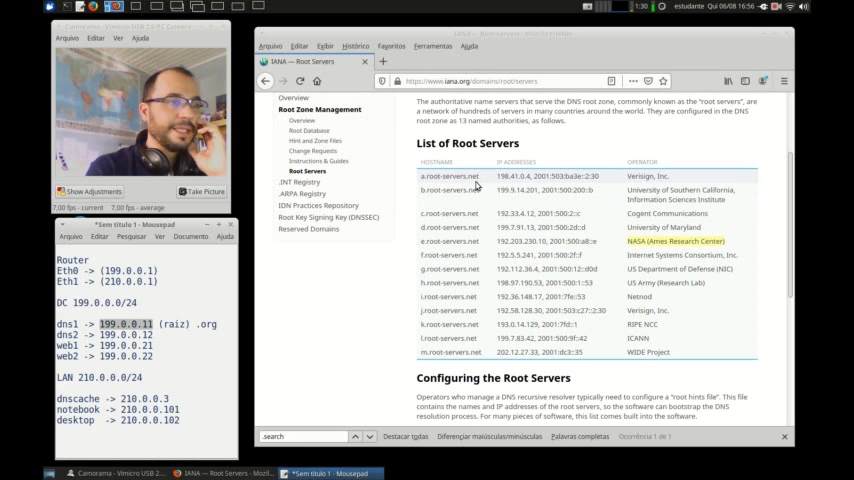 1:30 estudante Qui 06/08 16:56
Camorama - Vimicro USB 2.0 PC Camera
Arquivo Editar Ver Ajuda
Show Adjustments Take Picture
7,00 fps - current 7,00 fps - average
*Sem título 1 - Mousepad
Arquivo Editar Pesquisar Ver Documento Ajuda
Router
Eth0 -> (199.0.0.1)
Eth1 -> (210.0.0.1)
DC 199.0.0.0/24
dns1 -> 199.0.0.11 (raiz) .org
dns2 -> 199.0.0.12
web1 -> 199.0.0.21
web2 -> 199.0.0.22
LAN 210.0.0.0/24
dnscache -> 210.0.0.3
notebook -> 210.0.0.101
desktop -> 210.0.0.102
IANA — Root Servers - Mozilla Firefox
Arquivo Editar Exibir Histórico Favoritos Ferramentas Ajuda
IANA — Root Servers
https://www.iana.org/domains/root/servers
Overview
Root Zone Management
Overview
Root Database
Hint and Zone Files
Change Requests
Instructions & Guides
Root Servers
.INT Registry
.ARPA Registry
IDN Practices Repository
Root Key Signing Key (DNSSEC)
Reserved Domains
The authoritative name servers that serve the DNS root zone, commonly known as the "root servers", are
a network of hundreds of servers in many countries around the world. They are configured in the DNS
root zone as 13 named authorities, as follows.
List of Root Servers
HOSTNAME IP ADDRESSES OPERATOR
a.root-servers.net 198.41.0.4, 2001:503:ba3e::2:30 Verisign, Inc.
b.root-servers.net 199.9.14.201, 2001:500:200::b University of Southern California,
Information Sciences Institute
c.root-servers.net 192.33.4.12, 2001:500:2::c Cogent Communications
d.root-servers.net 199.7.91.13, 2001:500:2d::d University of Maryland
e.root-servers.net 192.203.230.10, 2001:500:a8::e NASA (Ames Research Center)
f.root-servers.net 192.5.5.241, 2001:500:2f::f Internet Systems Consortium, Inc.
g.root-servers.net 192.112.36.4, 2001:500:12::d0d US Department of Defense (NIC)
h.root-servers.net 198.97.190.53, 2001:500:1::53 US Army (Research Lab)
i.root-servers.net 192.36.148.17, 2001:7fe::53 Netnod
j.root-servers.net 192.58.128.30, 2001:503:c27::2:30 Verisign, Inc.
k.root-servers.net 193.0.14.129, 2001:7fd::1 RIPE NCC
l.root-servers.net 199.7.83.42, 2001:500:9f::42 ICANN
m.root-servers.net 202.12.27.33, 2001:dc3::35 WIDE Project
Configuring the Root Servers
Operators who manage a DNS recursive resolver typically need to configure a "root hints file". This file
contains the names and IP addresses of the root servers, so the software can bootstrap the DNS
resolution process. For many pieces of software, this list comes built into the software.
.search Destacar todas Diferenciar maiúsculas/minúsculas Palavras completas Ocorrência 1 de 1
Camorama - Vimicro USB 2... IANA — Root Servers - Mozil... *Sem título 1 - Mousepad